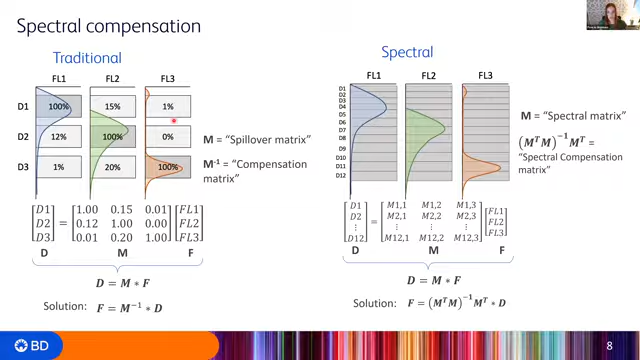 Spectral compensation
Traditional
Spectral
FL1 FL2 FL3
D1 100% 15% 1%
D2 12% 100% 0%
D3 1% 20% 100%
M = “Spillover matrix”
M⁻¹ = “Compensation matrix”
D1 1.00 0.15 0.01 FL1
D2 = 0.12 1.00 0.00 FL2
D3 0.01 0.20 1.00 FL3
D M F
D = M * F
Solution: F = M⁻¹ * D
FL1 FL2 FL3
D1
D2
D3
D4
D5
D6
D7
D8
D9
D10
D11
D12
M = “Spectral matrix”
(MᵀM)⁻¹Mᵀ =
“Spectral Compensation matrix”
D1 M1,1 M1,2 M1,3 FL1
D2 = M2,1 M2,2 M2,3 FL2
⋮ ⋮ ⋮ ⋮ FL3
D12 M12,1 M12,2 M12,3
D M F
D = M * F
Solution: F = (MᵀM)⁻¹Mᵀ * D
BD
8